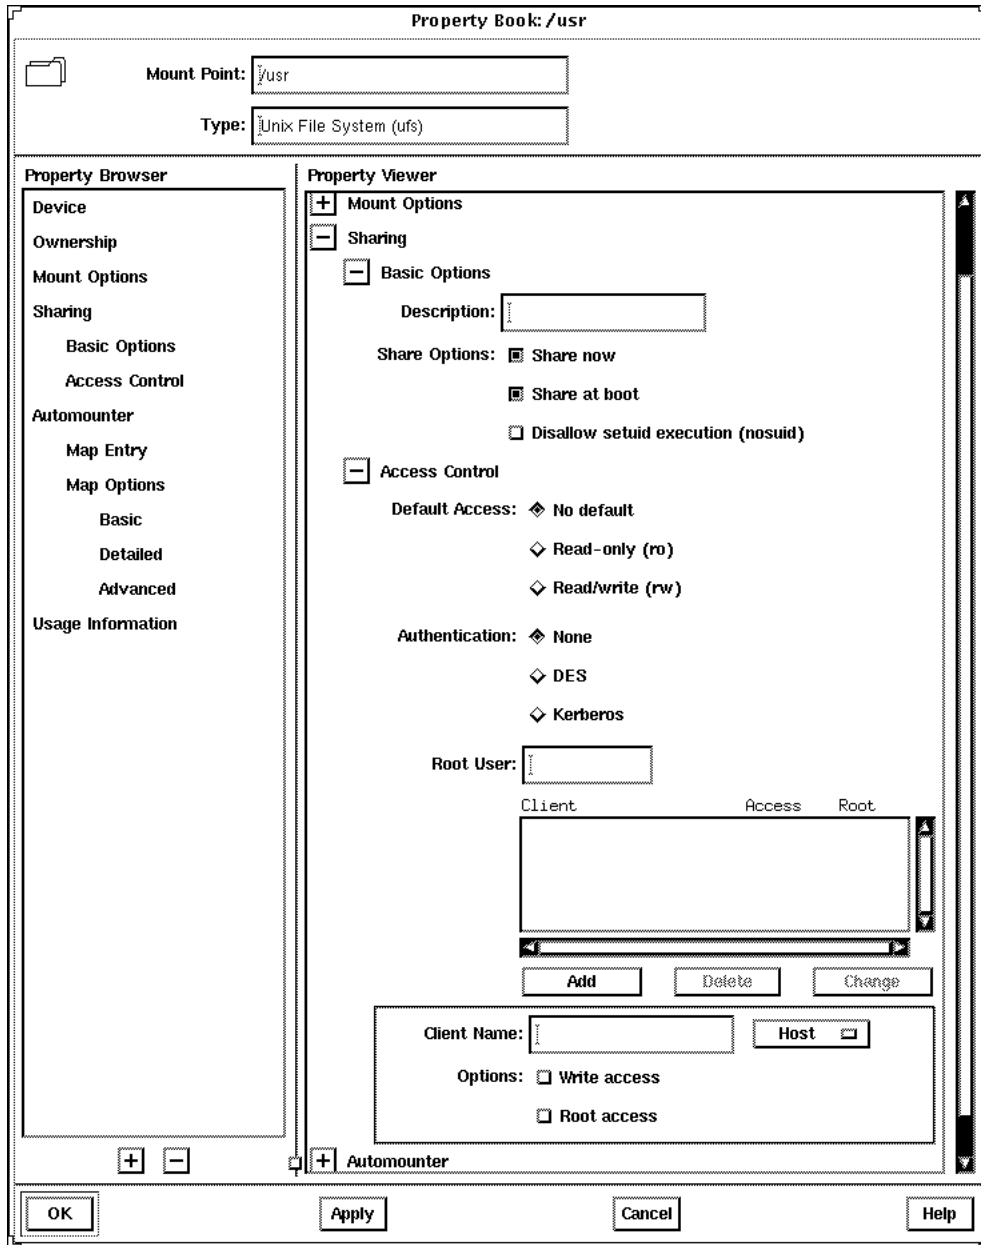 Property Book: /usr
Mount Point: /usr
Type: Unix File System (ufs)
Property Browser
Device
Ownership
Mount Options
Sharing
Basic Options
Access Control
Automounter
Map Entry
Map Options
Basic
Detailed
Advanced
Usage Information
Property Viewer
Mount Options
Sharing
Basic Options
Description:
Share Options: Share now
Share at boot
Disallow setuid execution (nosuid)
Access Control
Default Access: No default
Read-only (ro)
Read/write (rw)
Authentication: None
DES
Kerberos
Root User:
Client Access Root
Add Delete Change
Client Name: Host
Options: Write access
Root access
Automounter
OK Apply Cancel Help